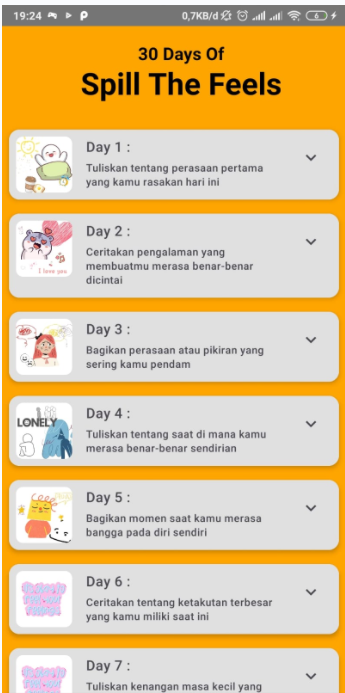 19:24
0,7KB/d
6
30 Days Of
Spill The Feels
Day 1 :
Tuliskan tentang perasaan pertama
yang kamu rasakan hari ini
I love you
Day 2 :
Ceritakan pengalaman yang
membuatmu merasa benar-benar
dicintai
Day 3 :
Bagikan perasaan atau pikiran yang
sering kamu pendam
LONELY
Day 4 :
Tuliskan tentang saat di mana kamu
merasa benar-benar sendirian
Day 5 :
Bagikan momen saat kamu merasa
bangga pada diri sendiri
Day 6 :
Ceritakan tentang ketakutan terbesar
yang kamu miliki saat ini
Day 7 :
Tuliskan kenangan masa kecil yang